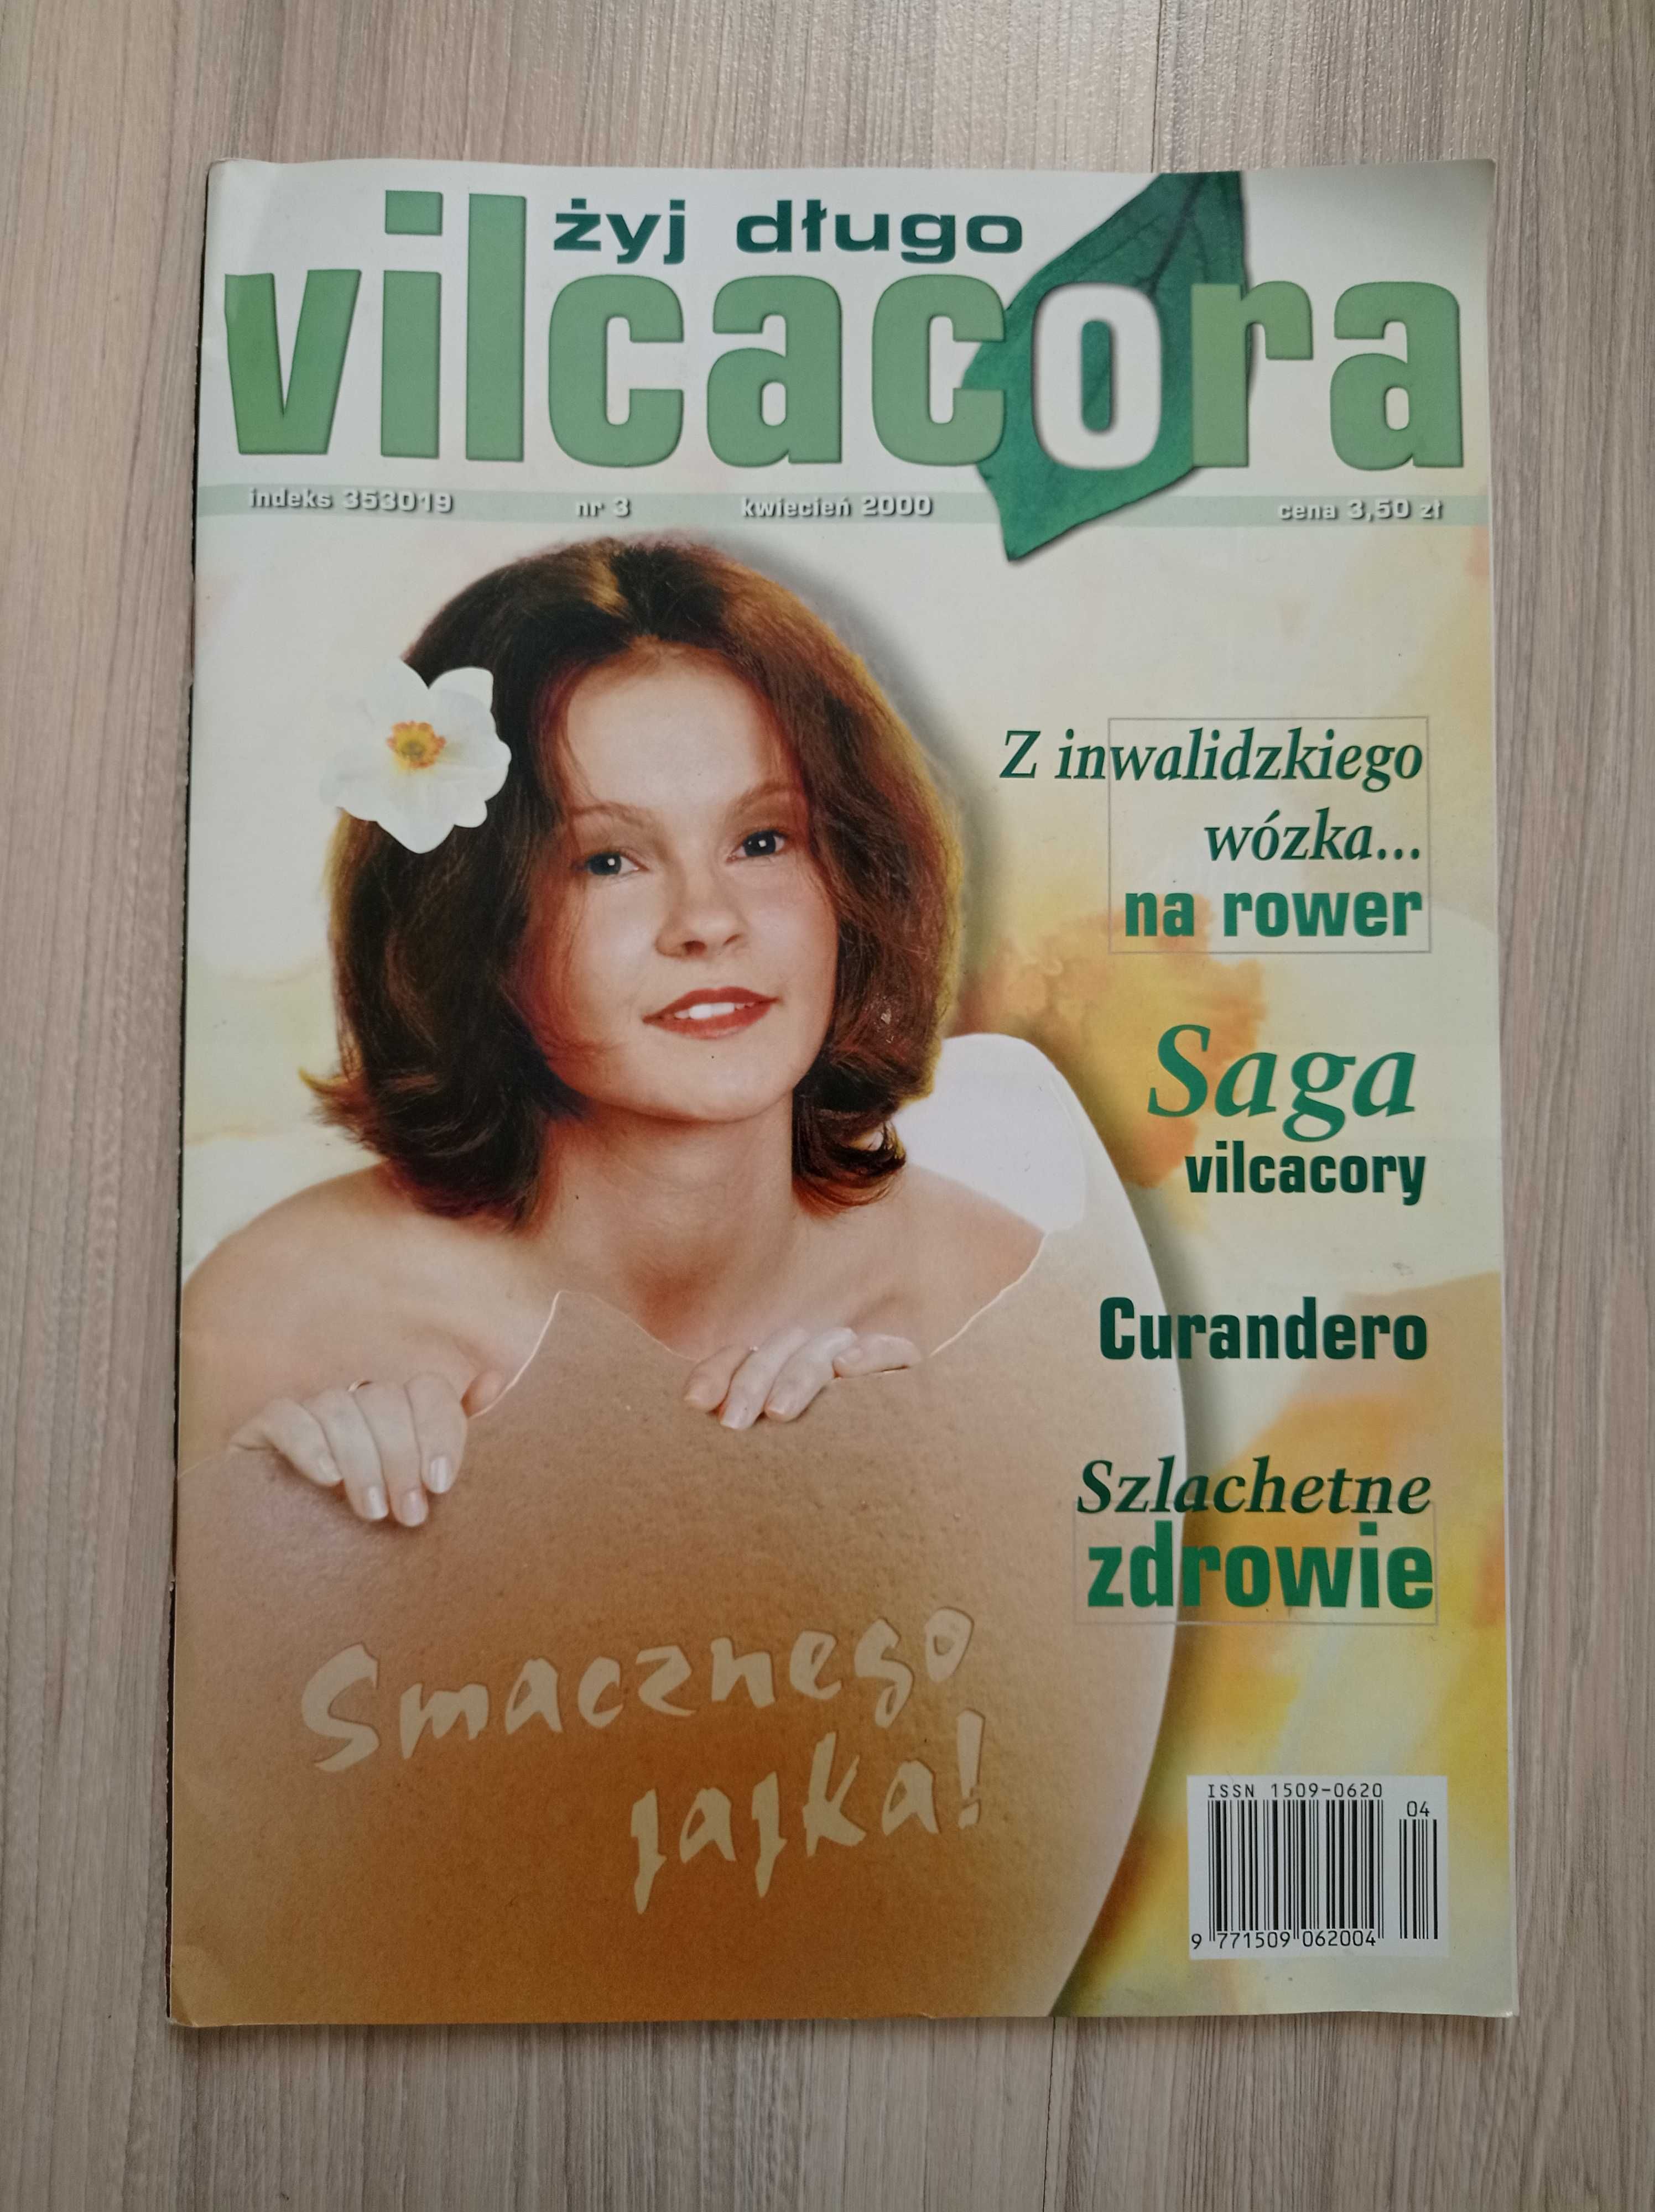 żyj długo
vilcacora
indeks 353019 nr 3 kwiecień 2000 cena 3,50 zł
Z inwalidzkiego
wózka...
na rower
Saga
vilcacory
Curandero
Szlachetne
zdrowie
Smacznego
jajka!
ISSN 1509-0620
04
9 771509 062004